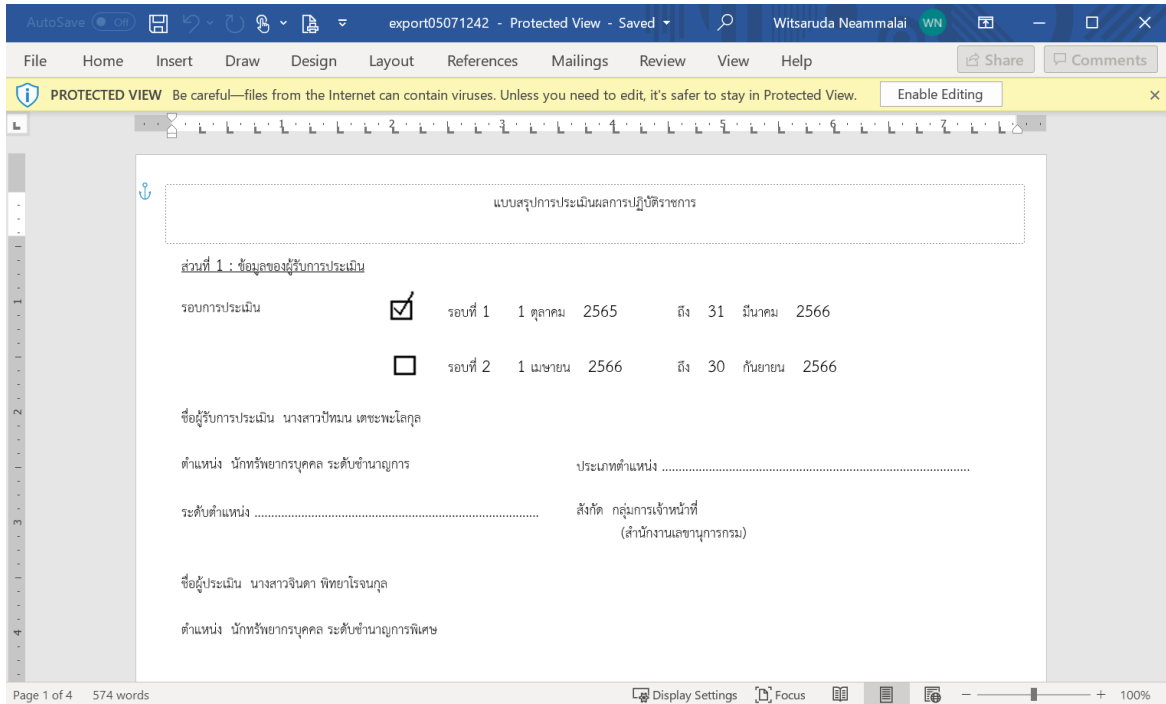 AutoSave Off export05071242 - Protected View - Saved Witsaruda Neammalai WN
File Home Insert Draw Design Layout References Mailings Review View Help Share Comments
PROTECTED VIEW Be careful—files from the Internet can contain viruses. Unless you need to edit, it's safer to stay in Protected View. Enable Editing
1 2 3 4 5 6 7
แบบสรุปการประเมินผลการปฏิบัติราชการ
ส่วนที่ 1 : ข้อมูลของผู้รับการประเมิน
รอบการประเมิน รอบที่ 1 1 ตุลาคม 2565 ถึง 31 มีนาคม 2566
รอบที่ 2 1 เมษายน 2566 ถึง 30 กันยายน 2566
ชื่อผู้รับการประเมิน นางสาวปัทมน เตชะพะโลกุล
ตำแหน่ง นักทรัพยากรบุคคล ระดับชำนาญการ ประเภทตำแหน่ง ............................................................................................
ระดับตำแหน่ง ..................................................................................... สังกัด กลุ่มการเจ้าหน้าที่
(สำนักงานเลขานุการกรม)
ชื่อผู้ประเมิน นางสาวจินดา พิทยาโรจนกุล
ตำแหน่ง นักทรัพยากรบุคคล ระดับชำนาญการพิเศษ
1
2
3
4
Page 1 of 4 574 words Display Settings Focus 100%